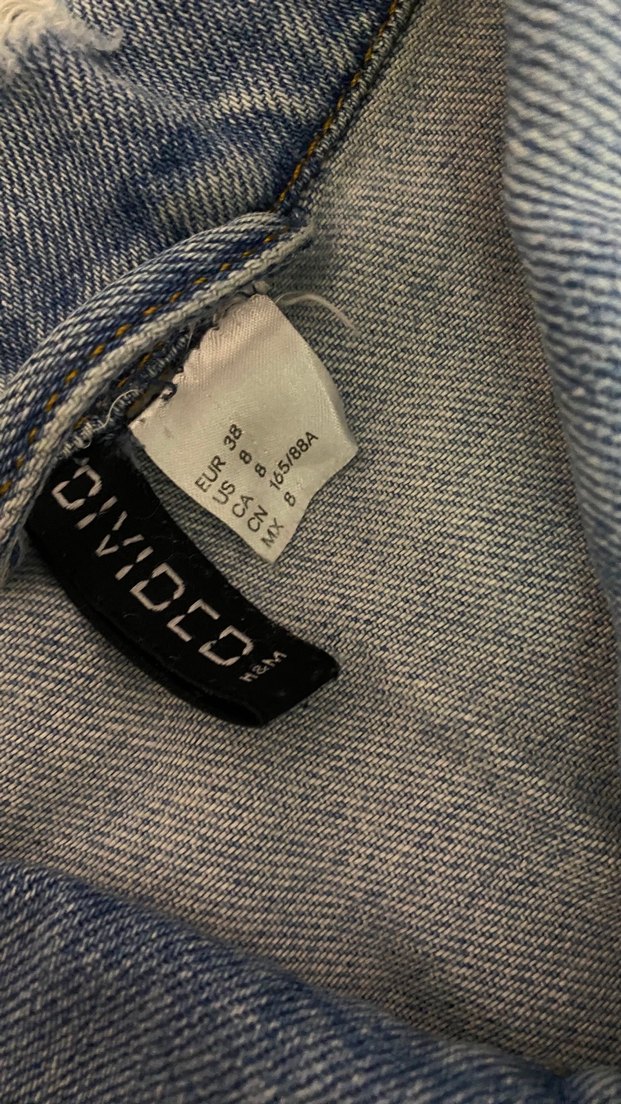 EUR 38
US 8
CA 8
CN 165/88A
MX 8
DIVIDED
H&M